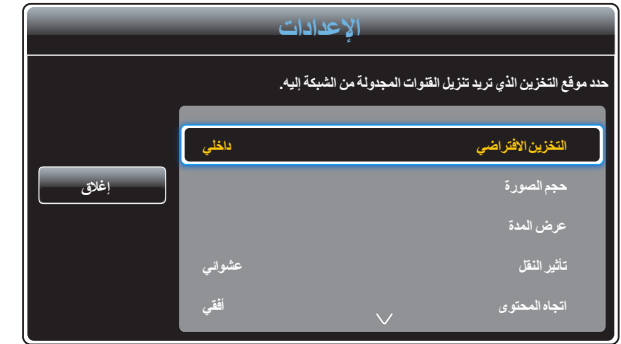 الإعدادات
حدد موقع التخزين الذي تريد تنزيل القنوات المجدولة من الشبكة إليه.
التخزين الافتراضي داخلي
حجم الصورة
عرض المدة
تأثير النقل عشوائي
اتجاه المحتوى أفقي
إغلاق